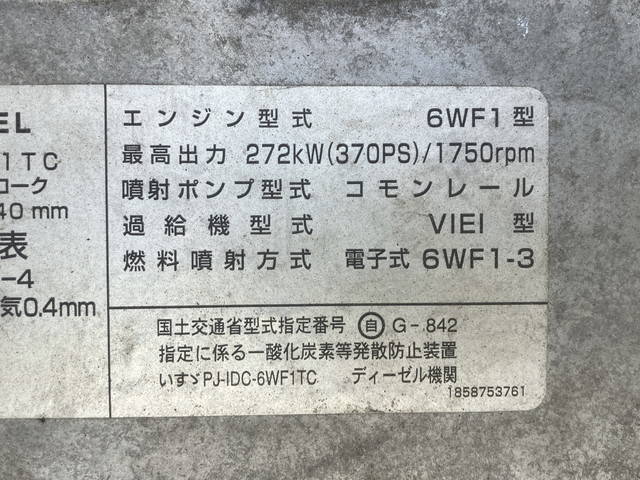 EL
1TC
ローク
40 mm
表
-4
気0.4mm
エンジン型式 6WF1 型
最高出力 272kW(370PS)/1750rpm
噴射ポンプ型式 コモンレール
過給機型式 VIEI 型
燃料噴射方式 電子式 6WF1-3
国土交通省型式指定番号 自 G-842
指定に係る一酸化炭素等発散防止装置
いすゞPJ-IDC-6WF1TC ディーゼル機関
1858753761